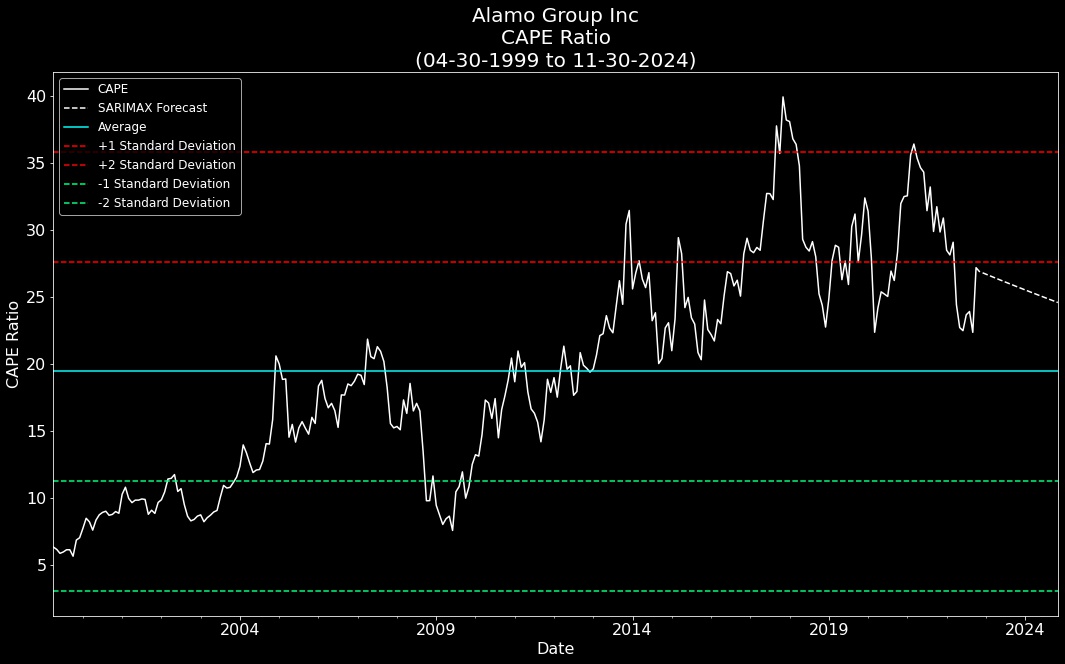 Alamo Group Inc
CAPE Ratio
(04-30-1999 to 11-30-2024)
CAPE
SARIMAX Forecast
Average
+1 Standard Deviation
+2 Standard Deviation
-1 Standard Deviation
-2 Standard Deviation
40
35
30
25
20
15
10
5
CAPE Ratio
2004
2009
2014
2019
2024
Date